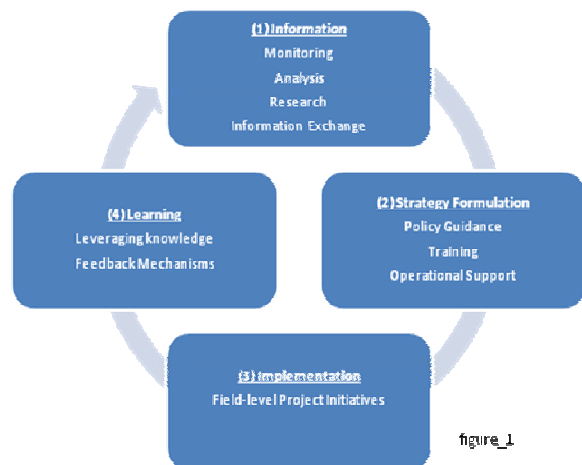 (1) Information
Monitoring
Analysis
Research
Information Exchange
(2) Strategy Formulation
Policy Guidance
Training
Operational Support
(3) Implementation
Field-level Project Initiatives
(4) Learning
Leveraging knowledge
Feedback Mechanisms
figure_1